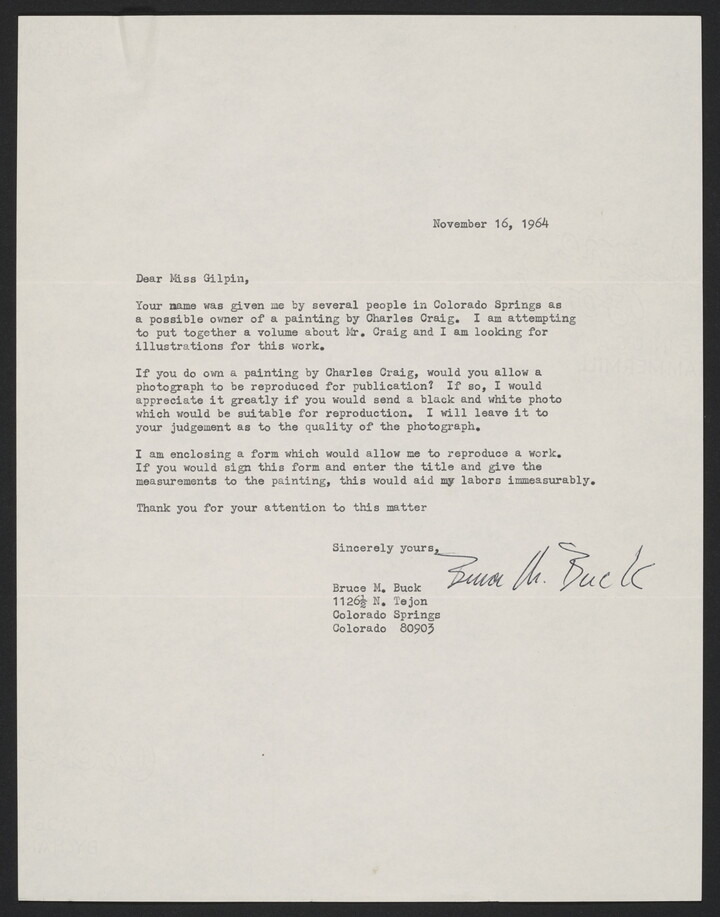 November 16, 1964
Dear Miss Gilpin,
Your name was given me by several people in Colorado Springs as
a possible owner of a painting by Charles Craig.  I am attempting
to put together a volume about Mr. Craig and I am looking for
illustrations for this work.
If you do own a painting by Charles Craig, would you allow a
photograph to be reproduced for publication?  If so, I would
appreciate it greatly if you would send a black and white photo
which would be suitable for reproduction.  I will leave it to
your judgement as to the quality of the photograph.
I am enclosing a form which would allow me to reproduce a work.
If you would sign this form and enter the title and give the
measurements to the painting, this would aid my labors immeasurably.
Thank you for your attention to this matter
Sincerely yours,
Bruce M. Buck
Bruce M. Buck
1126½ N. Tejon
Colorado Springs
Colorado  80903